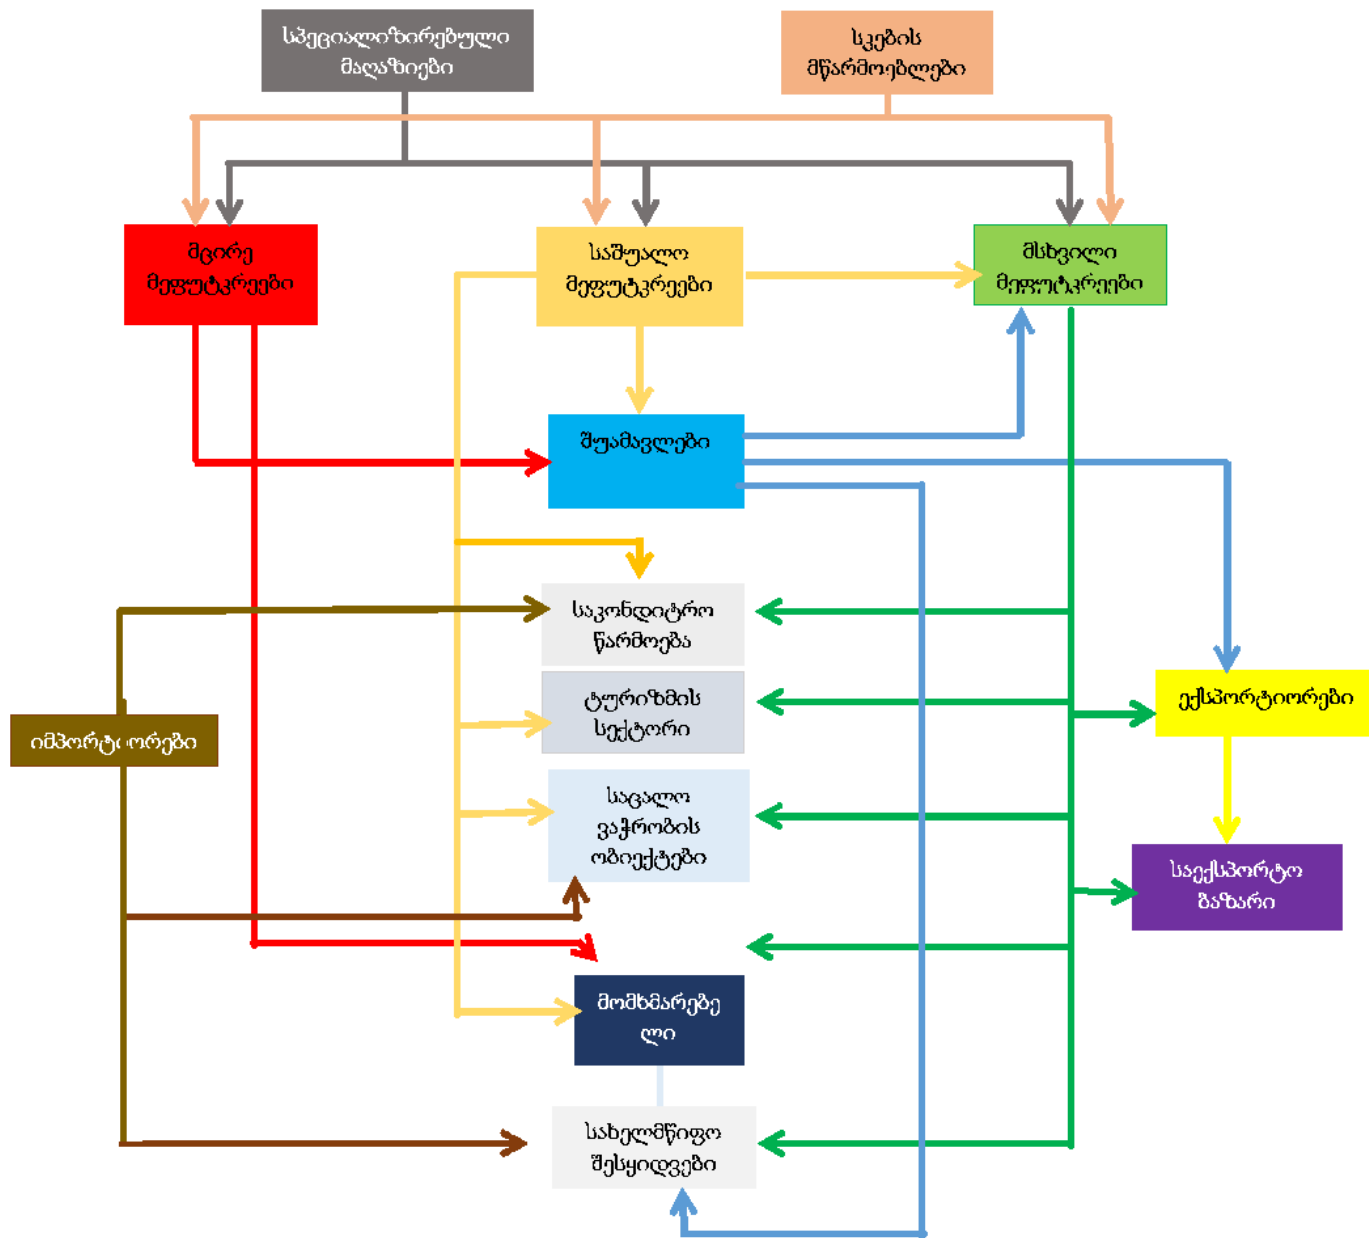 სპეციალიზირებული
მაღაზიები
სკების
მწარმოებლები
მცირე
მეფუტკრეები
საშუალო
მეფუტკრეები
მსხვილი
მეფუტკრეები
შუამავლები
საკონდიტრო
წარმოება
ტურიზმის
სექტორი
ექსპორტიორები
იმპორტიორები
საცალო
ვაჭრობის
ობიექტები
საექსპორტო
ბაზარი
მომხმარებე
ლი
სახელმწიფო
შესყიდვები